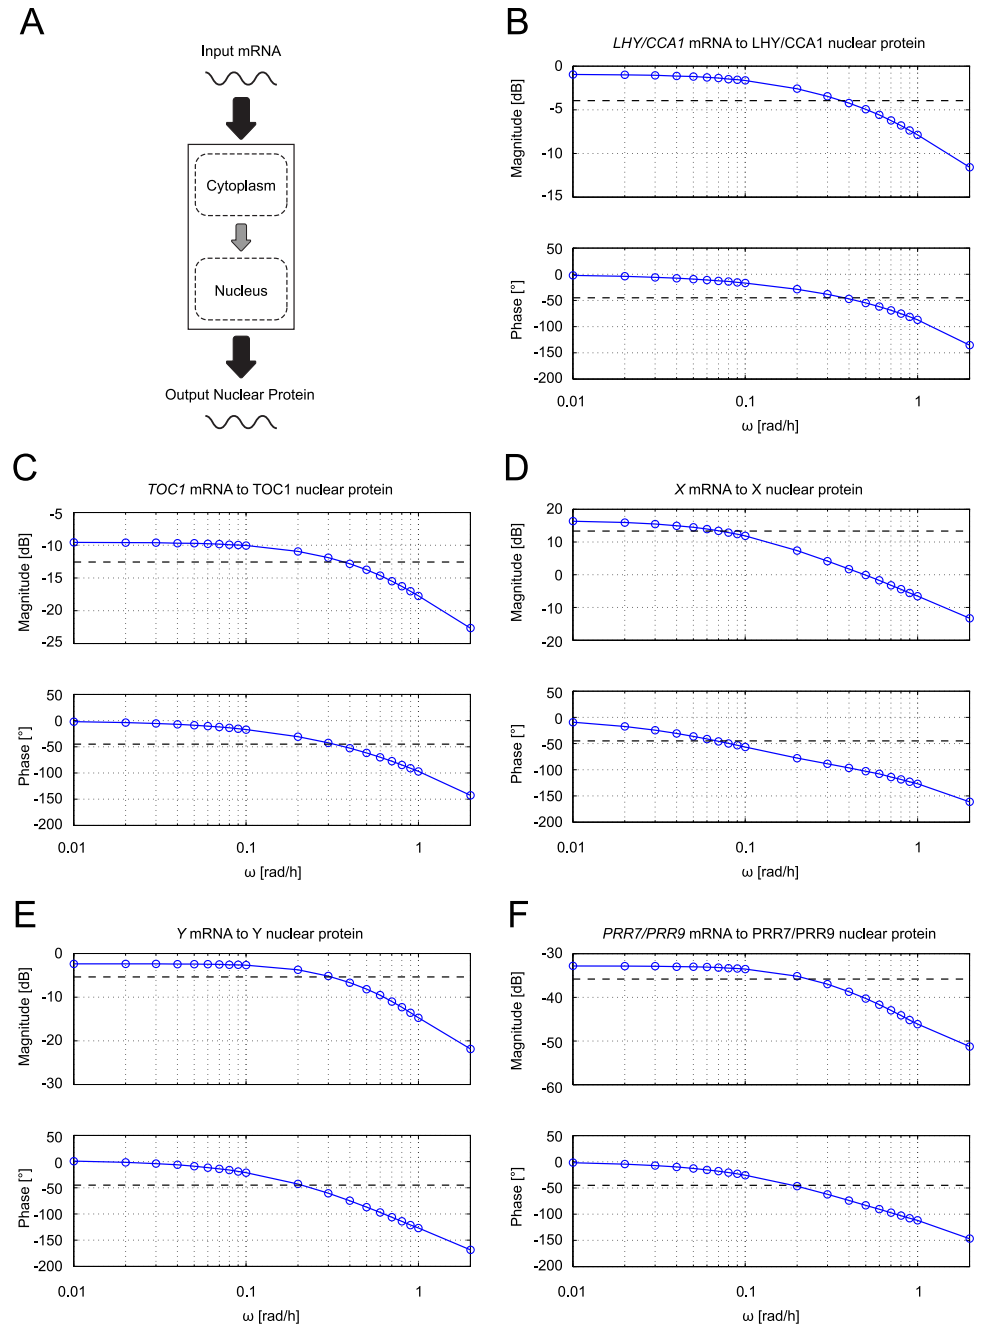 A
Input mRNA
Cytoplasm
Nucleus
Output Nuclear Protein
B
LHY/CCA1 mRNA to LHY/CCA1 nuclear protein
Magnitude [dB]
0
-5
-10
-15
Phase [°]
50
0
-50
-100
-150
-200
0.01
0.1
1
ω [rad/h]
C
TOC1 mRNA to TOC1 nuclear protein
Magnitude [dB]
-5
-10
-15
-20
-25
Phase [°]
50
0
-50
-100
-150
-200
0.01
0.1
1
ω [rad/h]
D
X mRNA to X nuclear protein
Magnitude [dB]
20
10
0
-10
-20
Phase [°]
50
0
-50
-100
-150
-200
0.01
0.1
1
ω [rad/h]
E
Y mRNA to Y nuclear protein
Magnitude [dB]
0
-10
-20
-30
Phase [°]
50
0
-50
-100
-150
-200
0.01
0.1
1
ω [rad/h]
F
PRR7/PRR9 mRNA to PRR7/PRR9 nuclear protein
Magnitude [dB]
-30
-40
-50
-60
Phase [°]
50
0
-50
-100
-150
-200
0.01
0.1
1
ω [rad/h]